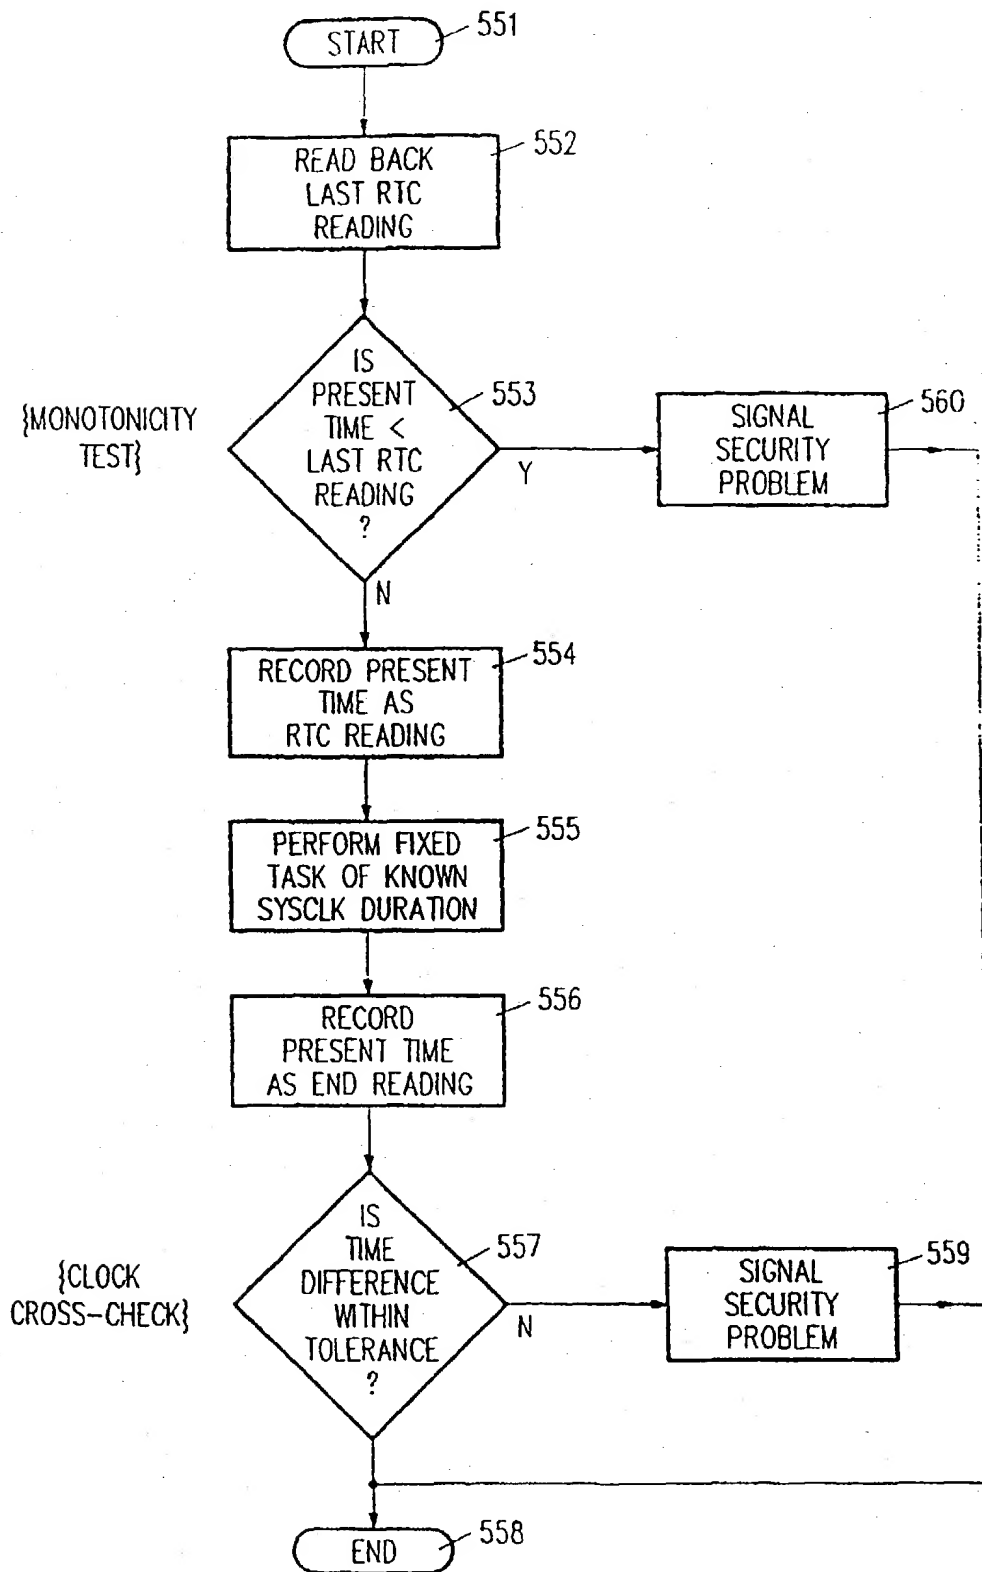 START
551
READ BACK
LAST RTC
READING
552
IS
PRESENT
TIME <
LAST RTC
READING
?
553
{MONOTONICITY
TEST}
Y
SIGNAL
SECURITY
PROBLEM
560
N
RECORD PRESENT
TIME AS
RTC READING
554
PERFORM FIXED
TASK OF KNOWN
SYSCLK DURATION
555
RECORD
PRESENT TIME
AS END READING
556
IS
TIME
DIFFERENCE
WITHIN
TOLERANCE
?
557
{CLOCK
CROSS-CHECK}
N
SIGNAL
SECURITY
PROBLEM
559
END
558